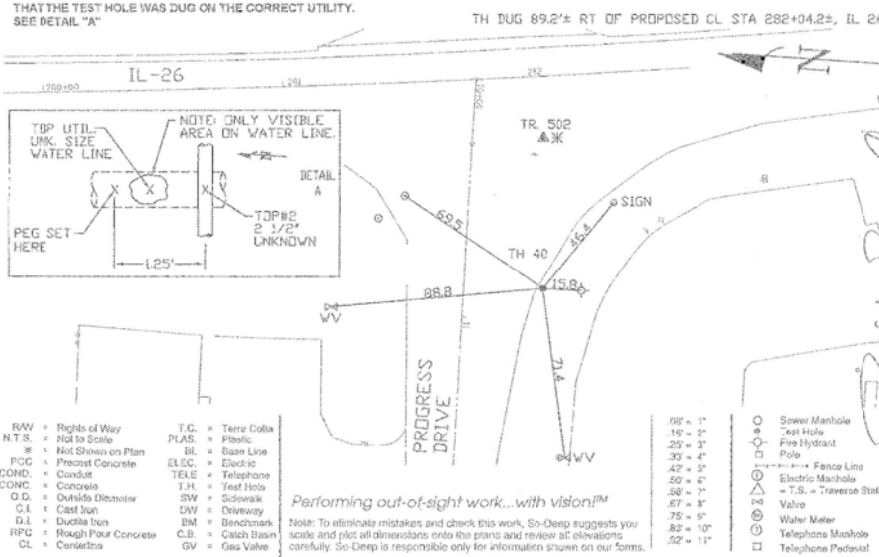 THAT THE TEST HOLE WAS DUG ON THE CORRECT UTILITY.
SEE DETAIL "A"
TH DUG 89.2'± RT OF PROPOSED CL STA 282+04.2±, IL 26
IL-26
280+00
281
282
TOP UTIL.
UNK. SIZE
WATER LINE
NOTE: ONLY VISIBLE
AREA ON WATER LINE.
DETAIL
A
PEG SET
HERE
TOP#2
2 1/2"
UNKNOWN
1.25'
TR 502
SIGN
69.5
46.4
TH 40
15.8
88.8
WV
71.4
WV
PROGRESS
DRIVE
R/W = Rights of Way
N.T.S. = Not to Scale
※ = Not Shown on Plan
PCC = Precast Concrete
COND. = Conduit
CONC. = Concrete
O.D. = Outside Diameter
C.I. = Cast Iron
D.I. = Ductile Iron
RPC = Rough Pour Concrete
CL = Centerline
T.C. = Terra Cotta
PLAS. = Plastic
BL = Base Line
ELEC. = Electric
TELE = Telephone
T.H. = Test Hole
SW = Sidewalk
DW = Driveway
BM = Benchmark
C.B. = Catch Basin
GV = Gas Valve
Performing out-of-sight work...with vision!™
Note: To eliminate mistakes and check this work, So-Deep suggests you
scale and plot all dimensions onto the plans and review all elevations
carefully. So-Deep is responsible only for information shown on our forms.
.08' = 1"
.16' = 2"
.25' = 3"
.33' = 4"
.42' = 5"
.50' = 6"
.58' = 7"
.67' = 8"
.75' = 9"
.83' = 10"
.92' = 11"
Sewer Manhole
Test Hole
Fire Hydrant
Pole
Fence Line
Electric Manhole
= T.S. = Traverse Stati
Valve
Water Meter
Telephone Manhole
Telephone Pedestal